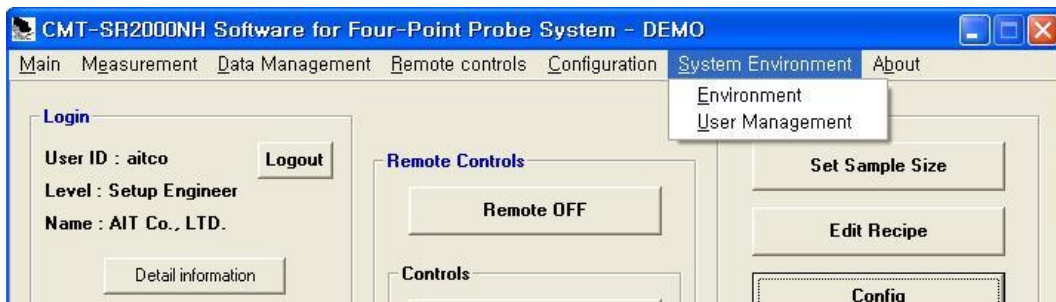 CMT-SR2000NH Software for Four-Point Probe System - DEMO
Main Measurement Data Management Remote controls Configuration System Environment About
Environment
User Management
Login
User ID : aitco
Logout
Level : Setup Engineer
Name : AIT Co., LTD.
Detail information
Remote Controls
Remote OFF
Controls
Set Sample Size
Edit Recipe
Config